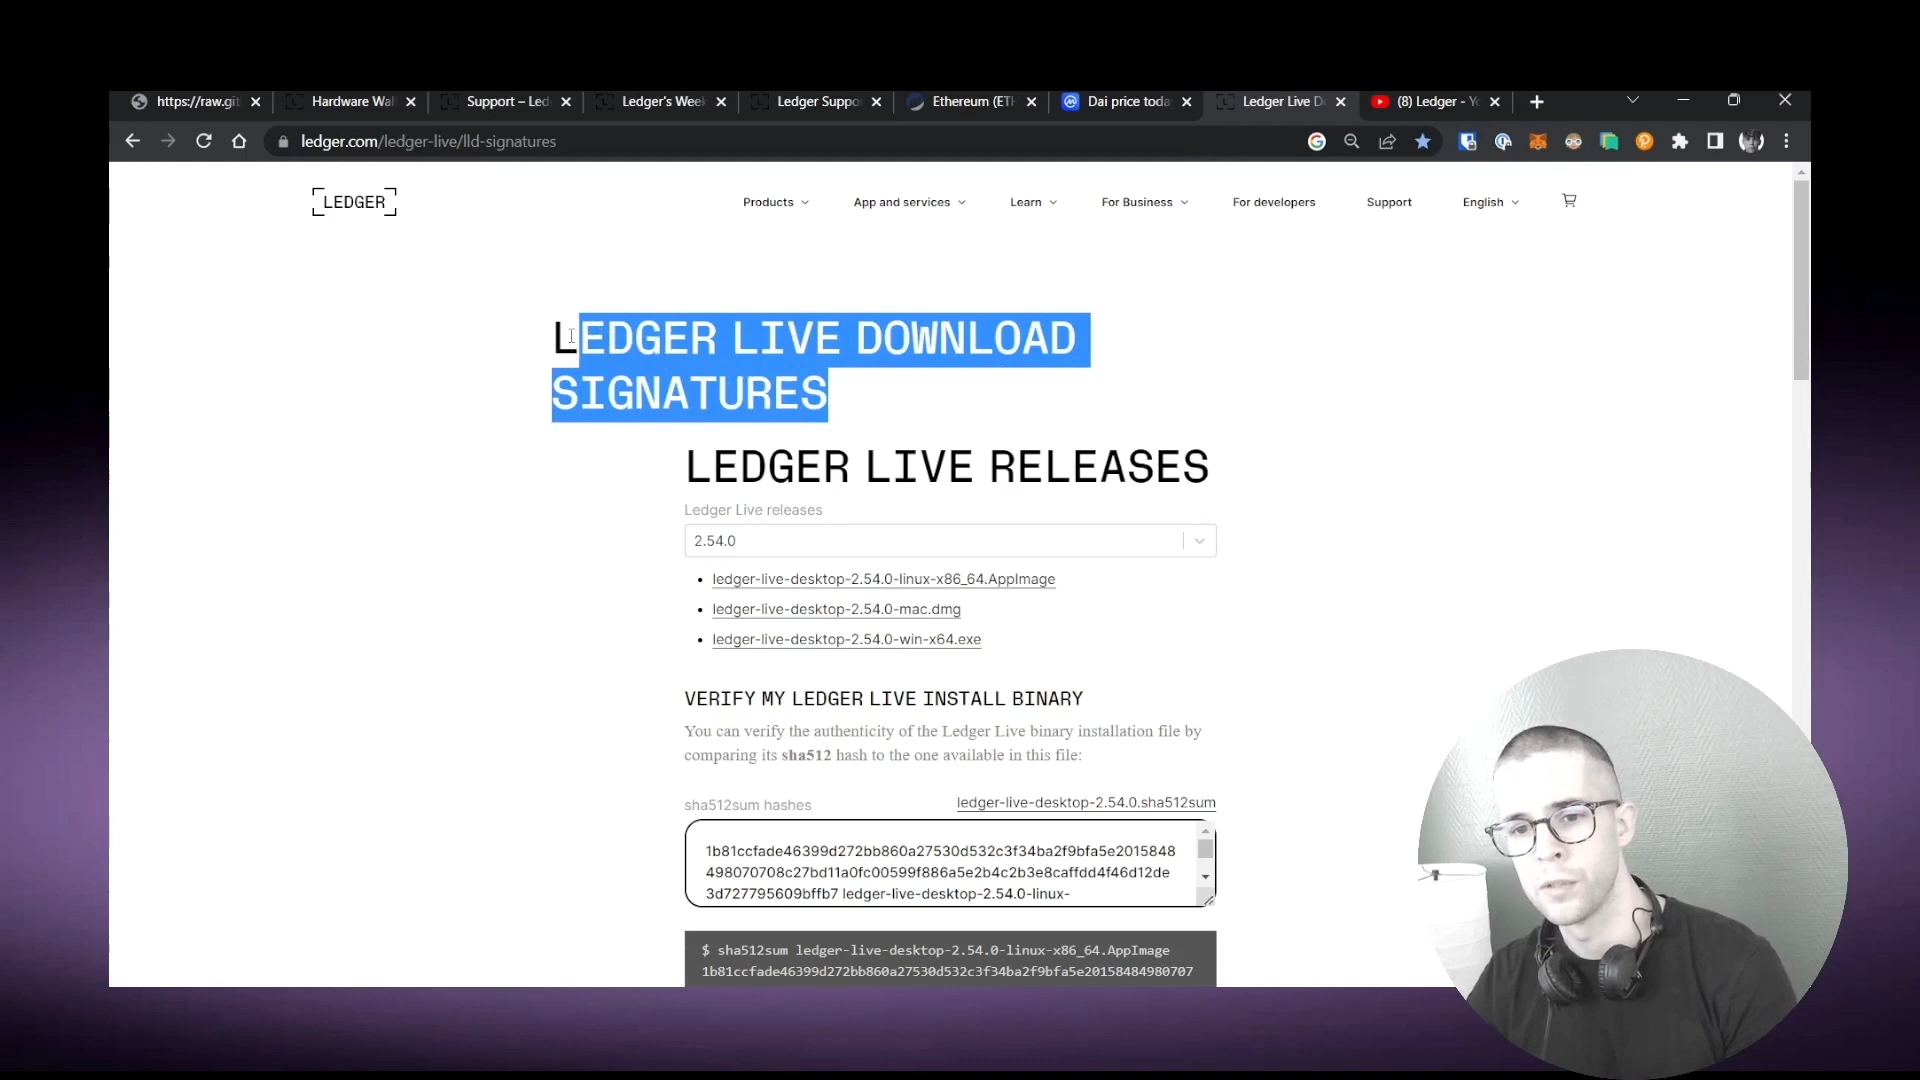 https://raw.git
Hardware Wal
Support – Led
Ledger's Week
Ledger Suppo
Ethereum (ETH
Dai price toda
Ledger Live D
(8) Ledger - Yo
ledger.com/ledger-live/lld-signatures
LEDGER
Products
App and services
Learn
For Business
For developers
Support
English
LEDGER LIVE DOWNLOAD
SIGNATURES
LEDGER LIVE RELEASES
Ledger Live releases
2.54.0
• ledger-live-desktop-2.54.0-linux-x86_64.AppImage
• ledger-live-desktop-2.54.0-mac.dmg
• ledger-live-desktop-2.54.0-win-x64.exe
VERIFY MY LEDGER LIVE INSTALL BINARY
You can verify the authenticity of the Ledger Live binary installation file by
comparing its sha512 hash to the one available in this file:
sha512sum hashes
ledger-live-desktop-2.54.0.sha512sum
1b81ccfade46399d272bb860a27530d532c3f34ba2f9bfa5e2015848
498070708c27bd11a0fc00599f886a5e2b4c2b3e8caffdd4f46d12de
3d727795609bffb7 ledger-live-desktop-2.54.0-linux-
$ sha512sum ledger-live-desktop-2.54.0-linux-x86_64.AppImage
1b81ccfade46399d272bb860a27530d532c3f34ba2f9bfa5e20158484980707